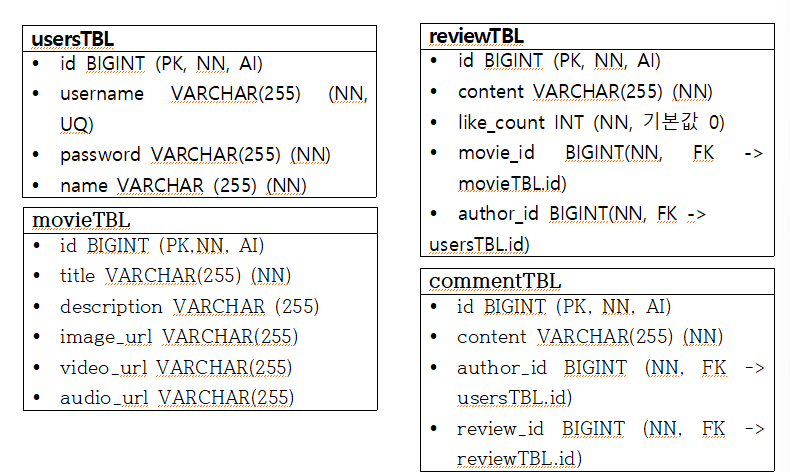 usersTBL
• id BIGINT (PK, NN, AI)
• username VARCHAR(255) (NN,
UQ)
• password VARCHAR(255) (NN)
• name VARCHAR (255) (NN)
movieTBL
• id BIGINT (PK,NN, AI)
• title VARCHAR(255) (NN)
• description VARCHAR (255)
• image_url VARCHAR(255)
• video_url VARCHAR(255)
• audio_url VARCHAR(255)
reviewTBL
• id BIGINT (PK, NN, AI)
• content VARCHAR(255) (NN)
• like_count INT (NN, 기본값 0)
• movie_id BIGINT(NN, FK ->
movieTBL.id)
• author_id BIGINT(NN, FK ->
usersTBL.id)
commentTBL
• id BIGINT (PK, NN, AI)
• content VARCHAR(255) (NN)
• author_id BIGINT (NN, FK ->
usersTBL.id)
• review_id BIGINT (NN, FK ->
reviewTBL.id)